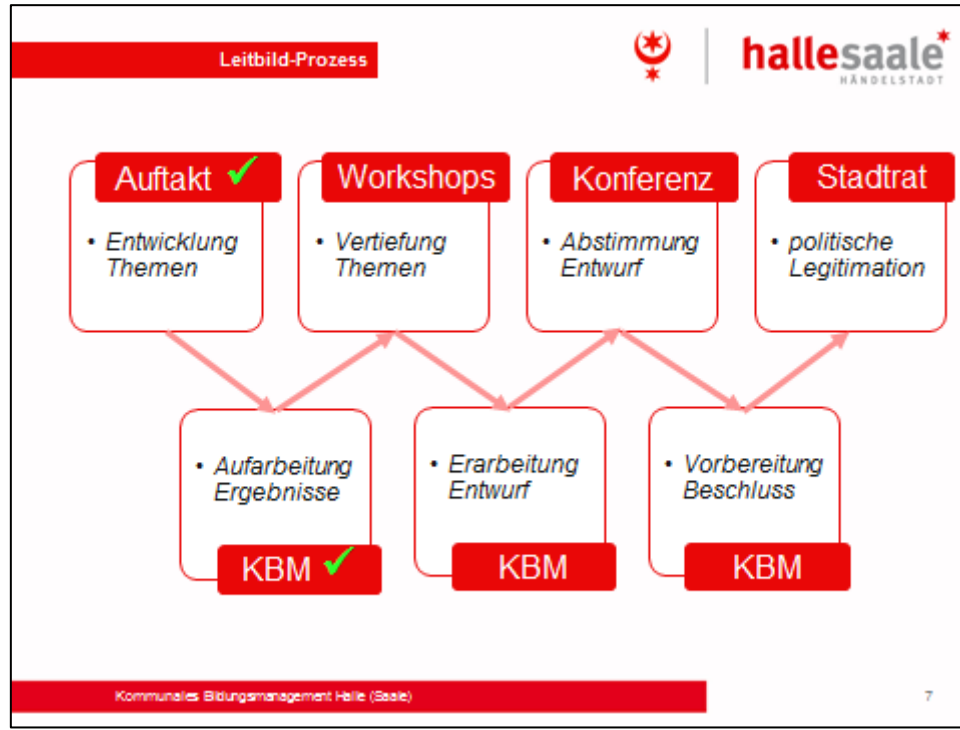 Leitbild-Prozess
hallesaale*
HÄNDELSTADT
Auftakt ✓
• Entwicklung
Themen
Workshops
• Vertiefung
Themen
Konferenz
• Abstimmung
Entwurf
Stadtrat
• politische
Legitimation
• Aufarbeitung
Ergebnisse
KBM ✓
• Erarbeitung
Entwurf
KBM
• Vorbereitung
Beschluss
KBM
Kommunales Bildungsmanagement Halle (Saale)
7